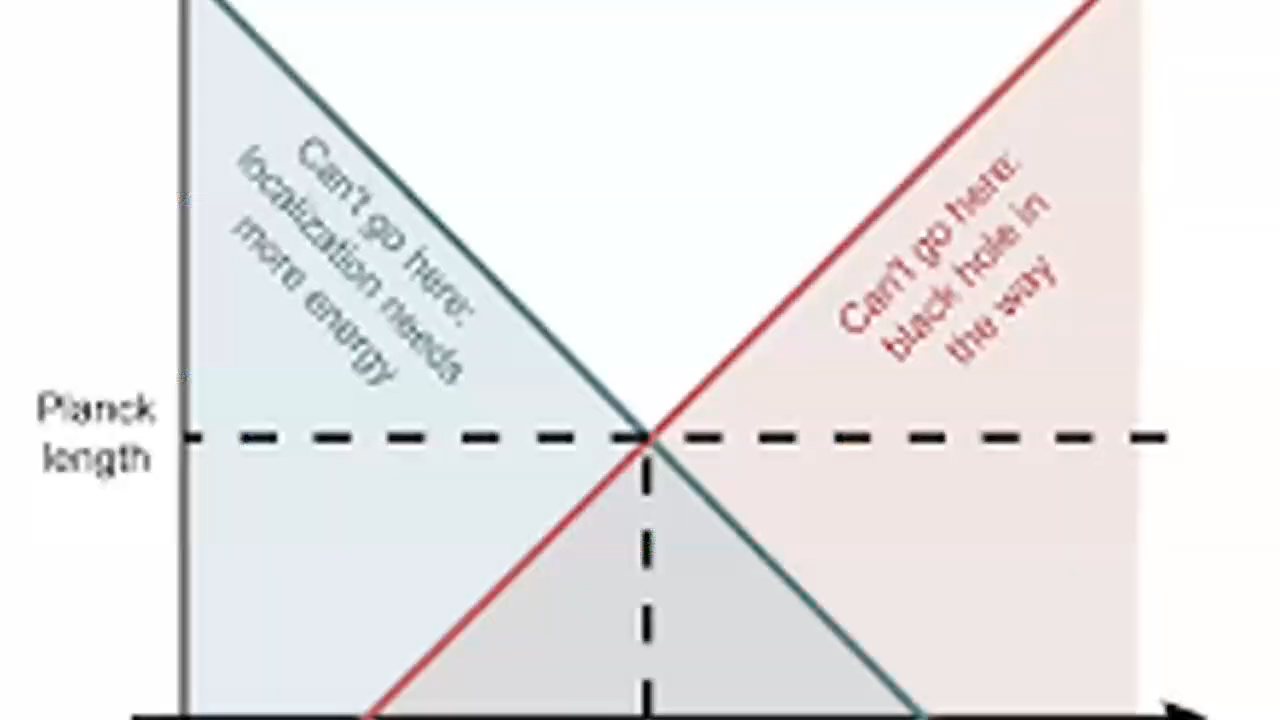 Can't go here:
localization needs
more energy
Can't go here:
black hole in
the way
Planck
length